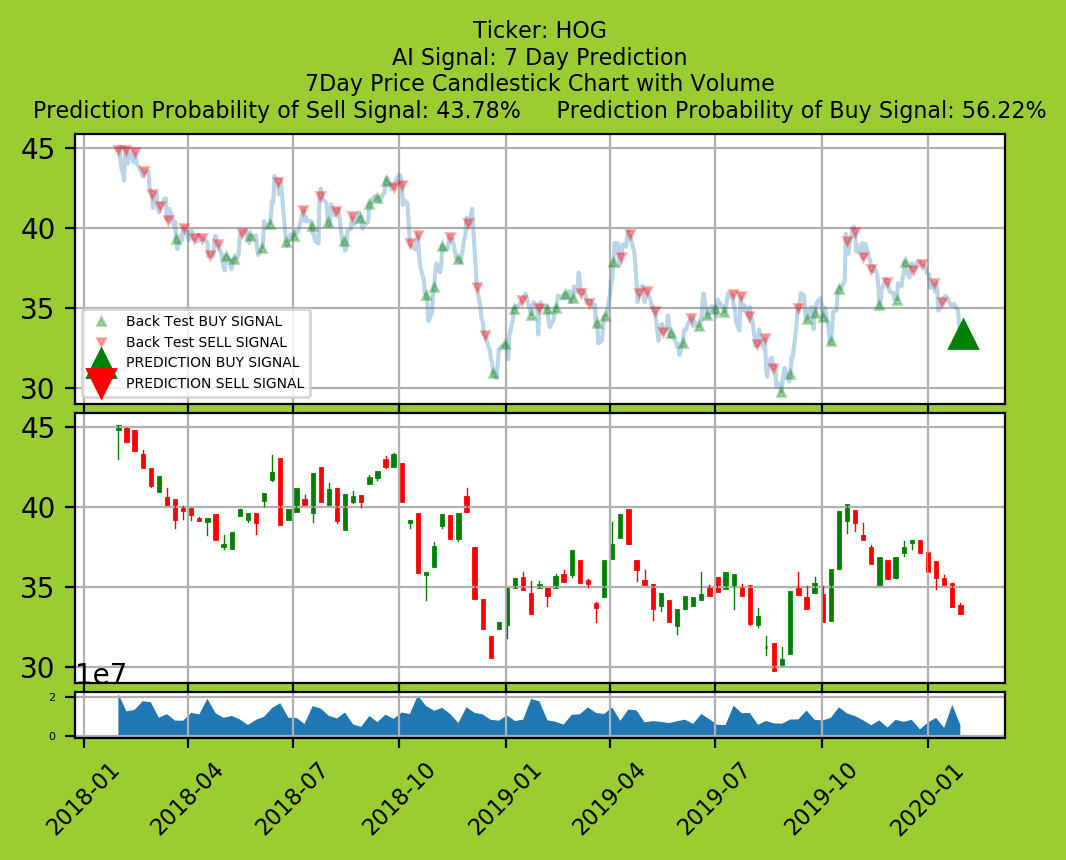 Ticker: HOG
AI Signal: 7 Day Prediction
7Day Price Candlestick Chart with Volume
Prediction Probability of Sell Signal: 43.78% Prediction Probability of Buy Signal: 56.22%
45
40
35
30
Back Test BUY SIGNAL
Back Test SELL SIGNAL
PREDICTION BUY SIGNAL
PREDICTION SELL SIGNAL
45
40
35
30
1e7
2
0
2018-01 2018-04 2018-07 2018-10 2019-01 2019-04 2019-07 2019-10 2020-01